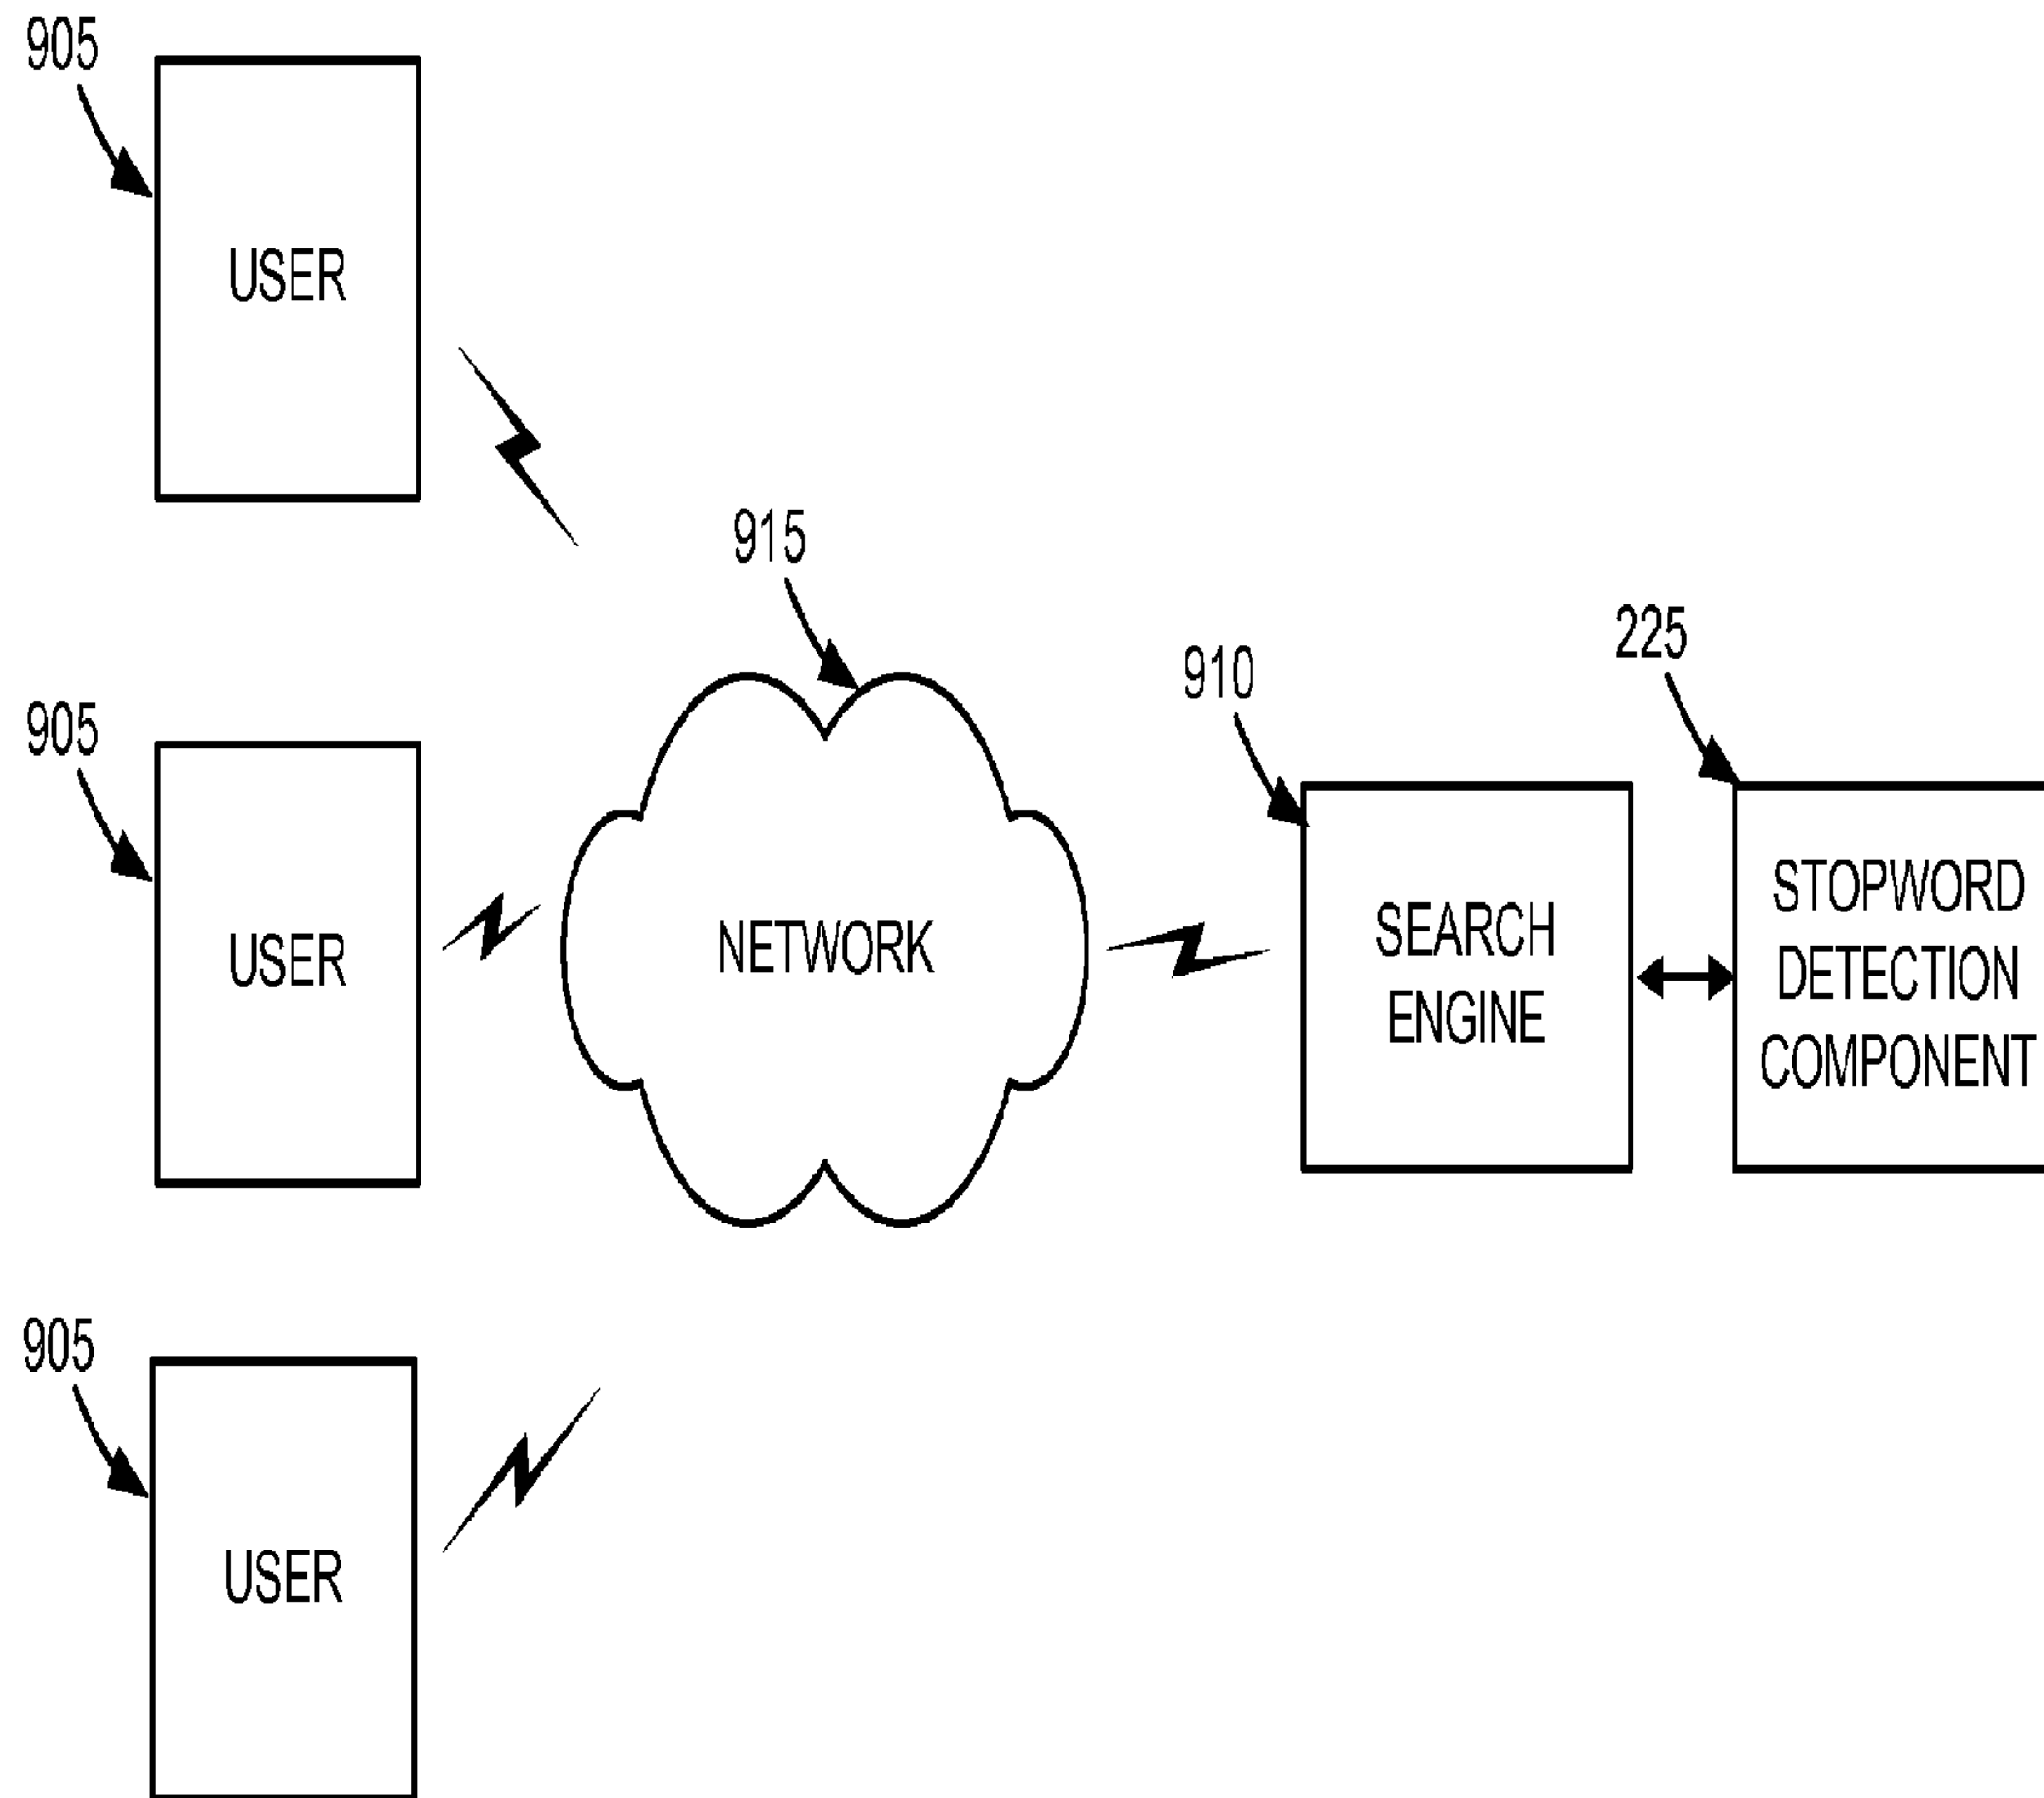 905
USER
915
910
225
905
USER
NETWORK
SEARCH
ENGINE
STOPWORD
DETECTION
COMPONENT
905
USER